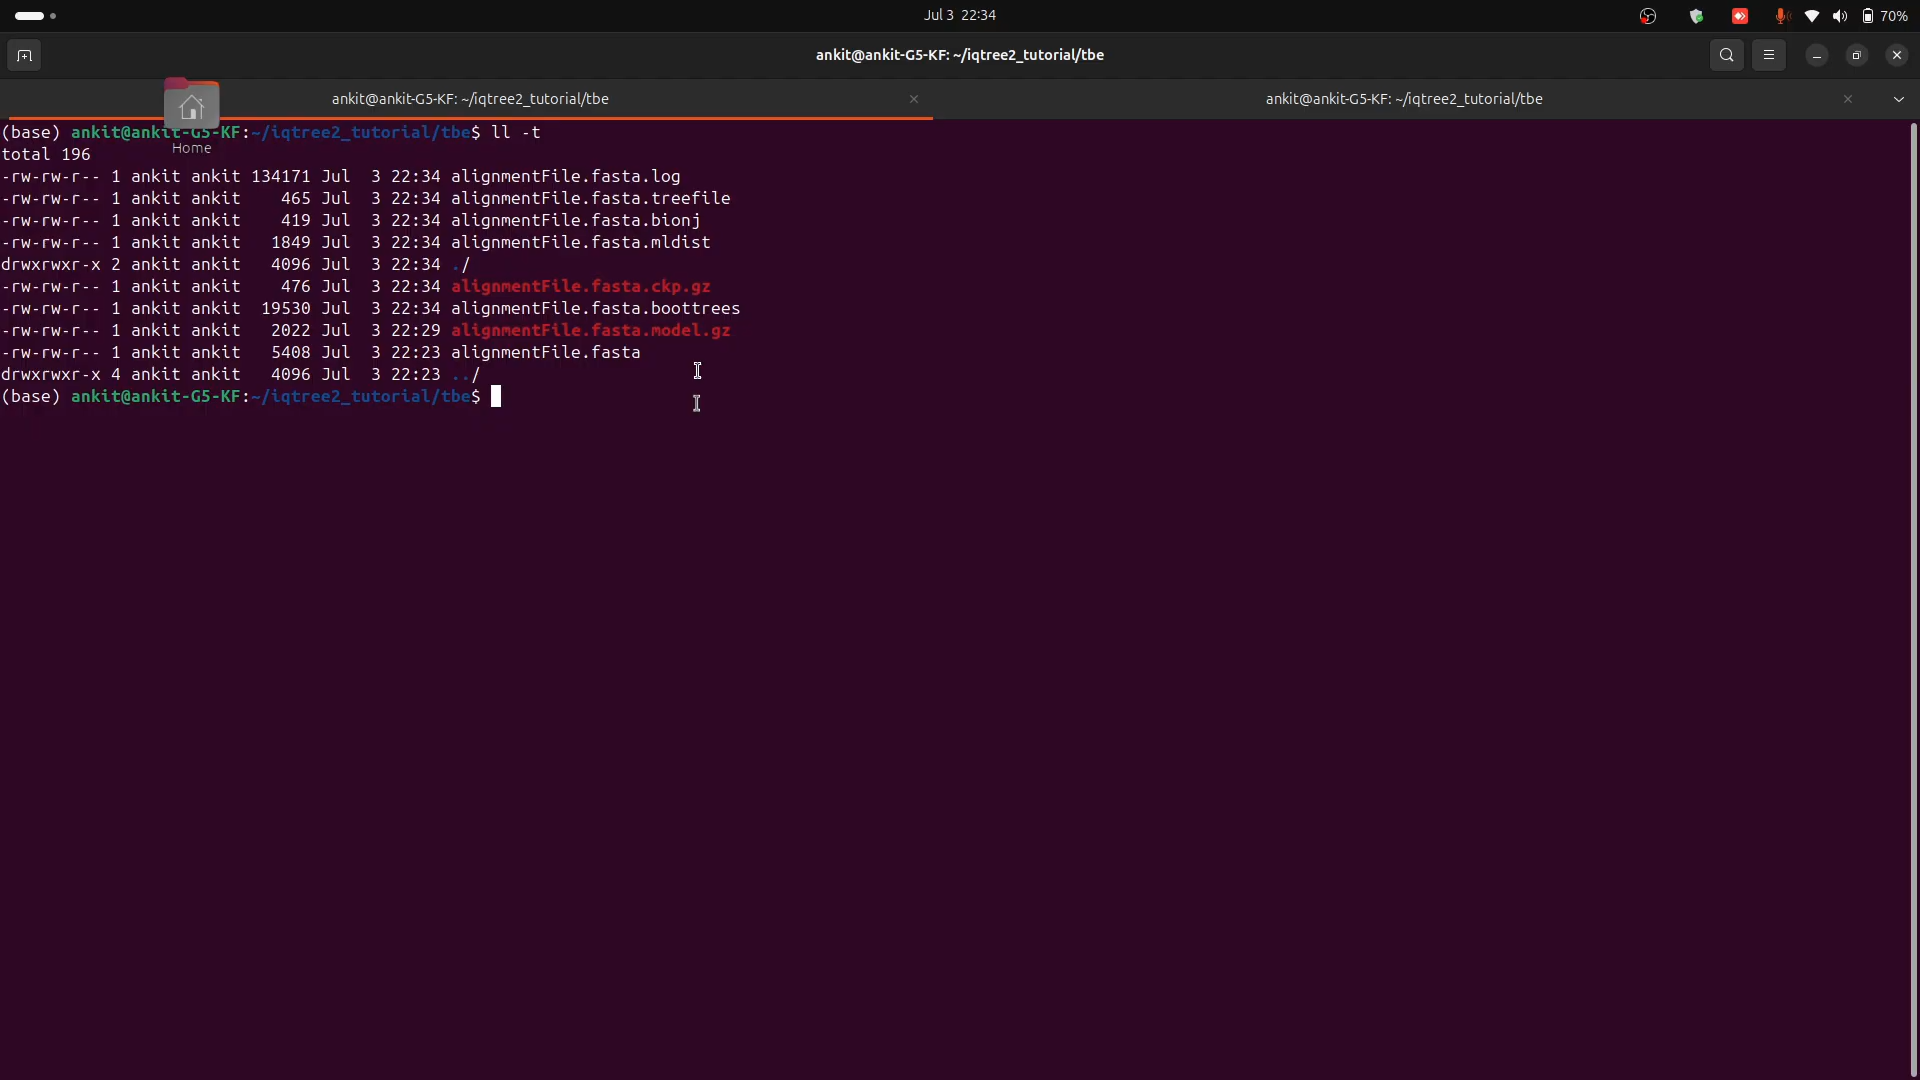 Jul 3 22:34
70%
ankit@ankit-G5-KF: ~/iqtree2_tutorial/tbe
ankit@ankit-G5-KF: ~/iqtree2_tutorial/tbe
ankit@ankit-G5-KF: ~/iqtree2_tutorial/tbe
(base) ankit@ankit-G5-KF:~/iqtree2_tutorial/tbe$ ll -t
Home
total 196
-rw-rw-r-- 1 ankit ankit 134171 Jul  3 22:34 alignmentFile.fasta.log
-rw-rw-r-- 1 ankit ankit    465 Jul  3 22:34 alignmentFile.fasta.treefile
-rw-rw-r-- 1 ankit ankit    419 Jul  3 22:34 alignmentFile.fasta.bionj
-rw-rw-r-- 1 ankit ankit   1849 Jul  3 22:34 alignmentFile.fasta.mldist
drwxrwxr-x 2 ankit ankit   4096 Jul  3 22:34 ./
-rw-rw-r-- 1 ankit ankit    476 Jul  3 22:34 alignmentFile.fasta.ckp.gz
-rw-rw-r-- 1 ankit ankit  19530 Jul  3 22:34 alignmentFile.fasta.boottrees
-rw-rw-r-- 1 ankit ankit   2022 Jul  3 22:29 alignmentFile.fasta.model.gz
-rw-rw-r-- 1 ankit ankit   5408 Jul  3 22:23 alignmentFile.fasta
drwxrwxr-x 4 ankit ankit   4096 Jul  3 22:23 ../
(base) ankit@ankit-G5-KF:~/iqtree2_tutorial/tbe$